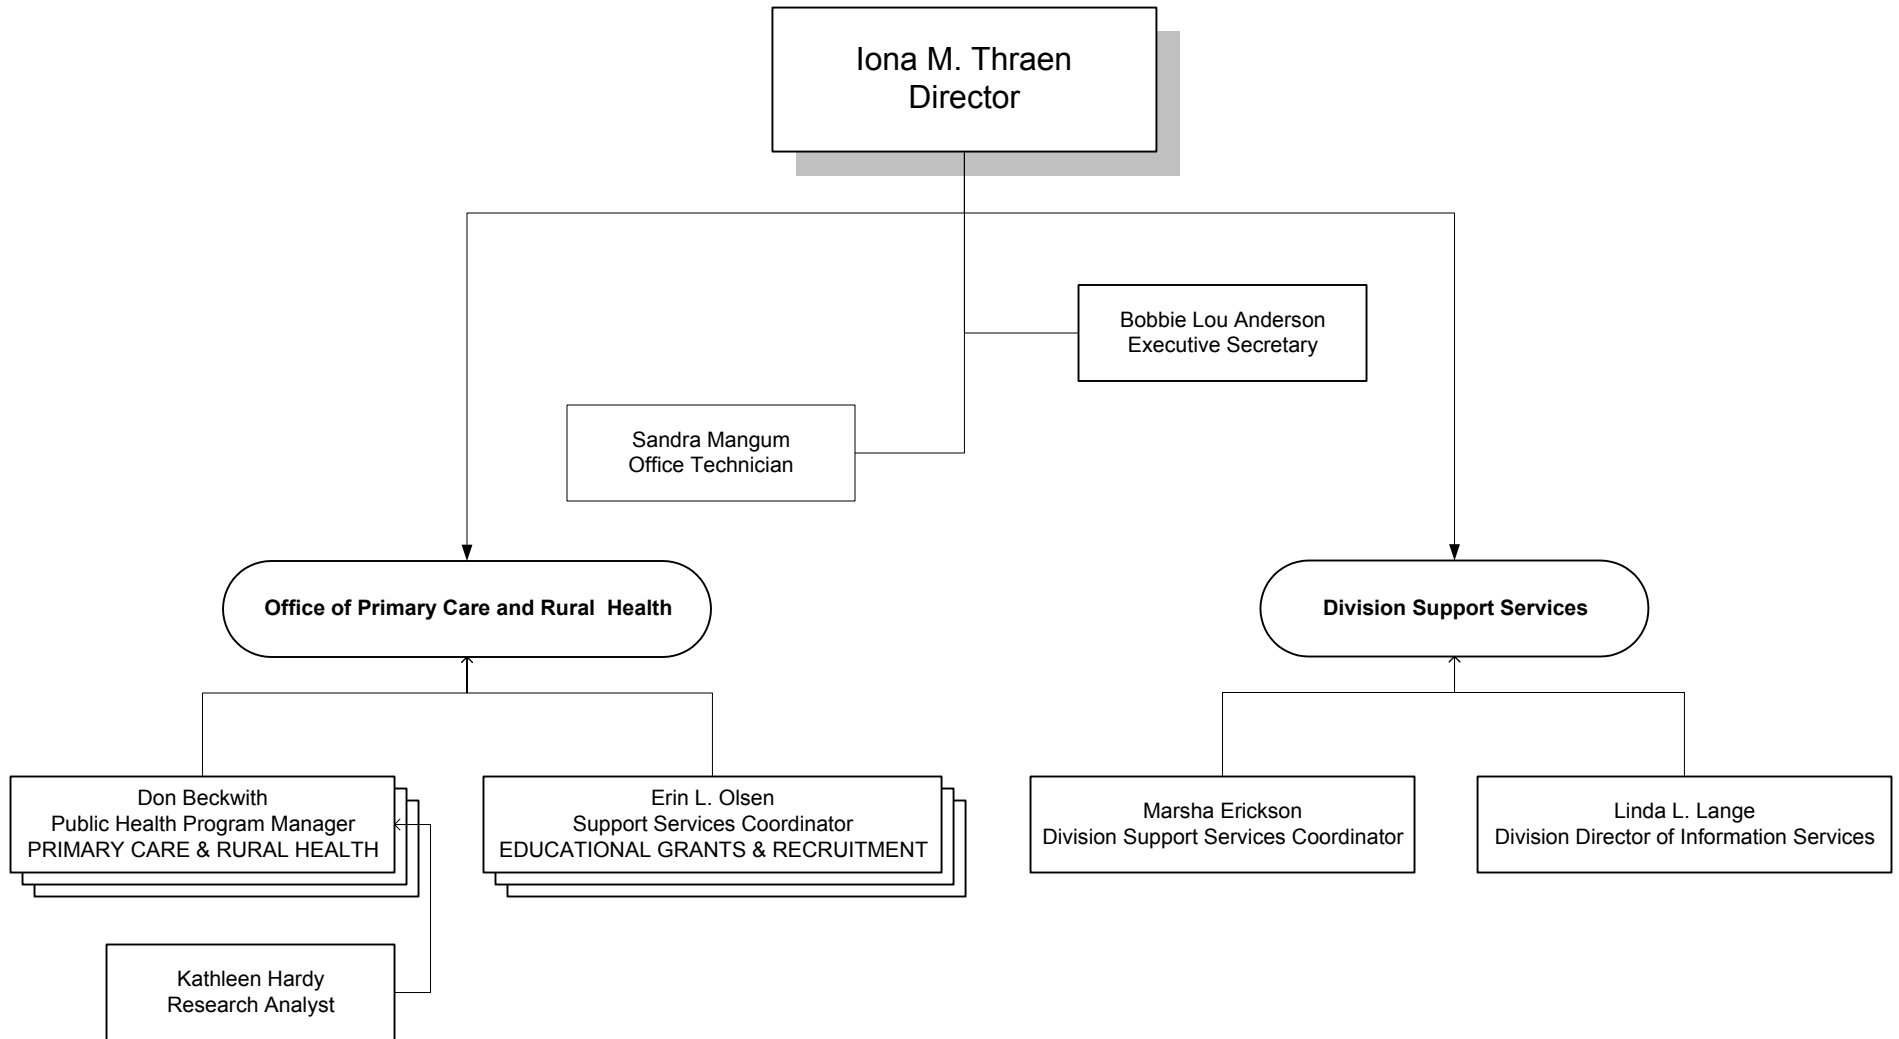 Iona M. Thraen
Director
Bobbie Lou Anderson
Executive Secretary
Sandra Mangum
Office Technician
Office of Primary Care and Rural  Health
Division Support Services
Don Beckwith
Public Health Program Manager
PRIMARY CARE & RURAL HEALTH
Erin L. Olsen
Support Services Coordinator
EDUCATIONAL GRANTS & RECRUITMENT
Marsha Erickson
Division Support Services Coordinator
Linda L. Lange
Division Director of Information Services
Kathleen Hardy
Research Analyst